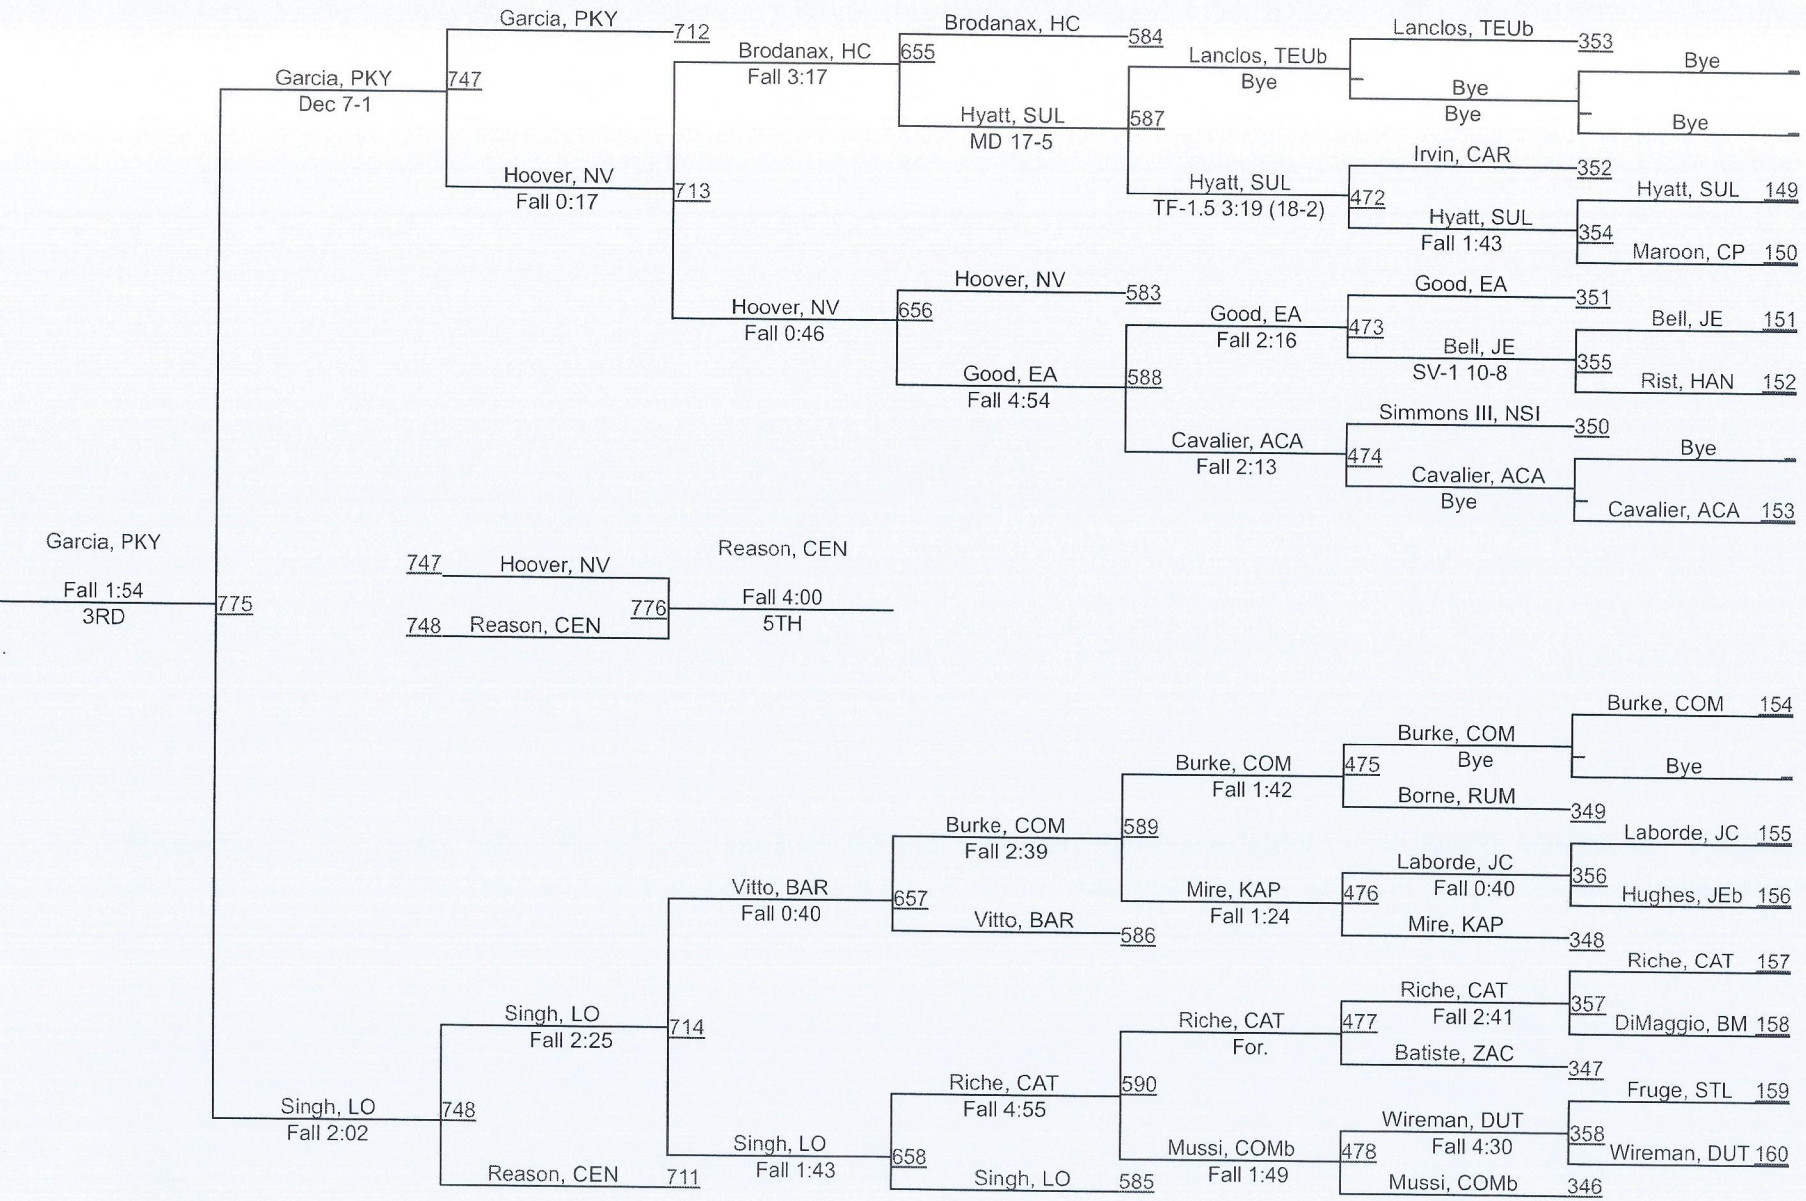 Garcia, PKY 712
Brodanax, HC 584
Lanclos, TEUb 353
Bye
Brodanax, HC 655
Fall 3:17
Lanclos, TEUb
Bye
Garcia, PKY 747
Dec 7-1
Bye
Bye
Hyatt, SUL 587
MD 17-5
Bye
Irvin, CAR 352
Hoover, NV 713
Fall 0:17
Hyatt, SUL 472
TF-1.5 3:19 (18-2)
Hyatt, SUL 149
Hyatt, SUL 354
Fall 1:43
Maroon, CP 150
Hoover, NV 583
Good, EA 351
Hoover, NV 656
Fall 0:46
Good, EA 473
Fall 2:16
Bell, JE 151
Bell, JE 355
SV-1 10-8
Good, EA 588
Fall 4:54
Rist, HAN 152
Simmons III, NSI 350
Cavalier, ACA 474
Fall 2:13
Bye
Cavalier, ACA
Bye
Cavalier, ACA 153
Garcia, PKY
Fall 1:54 775
3RD
747 Hoover, NV
Reason, CEN
776 Fall 4:00
5TH
748 Reason, CEN
Burke, COM 154
Burke, COM 475
Fall 1:42
Burke, COM
Bye
Bye
Borne, RUM 349
Burke, COM 589
Fall 2:39
Laborde, JC 155
Laborde, JC 356
Fall 0:40
Vitto, BAR 657
Fall 0:40
Mire, KAP 476
Fall 1:24
Hughes, JEb 156
Vitto, BAR 586
Mire, KAP 348
Riche, CAT 157
Riche, CAT 357
Fall 2:41
Singh, LO 714
Fall 2:25
Riche, CAT 477
For.
DiMaggio, BM 158
Batiste, ZAC 347
Riche, CAT 590
Fall 4:55
Fruge, STL 159
Singh, LO 748
Fall 2:02
Wireman, DUT 358
Fall 4:30
Singh, LO 658
Fall 1:43
Mussi, COMb 478
Fall 1:49
Wireman, DUT 160
Reason, CEN 711
Singh, LO 585
Mussi, COMb 346